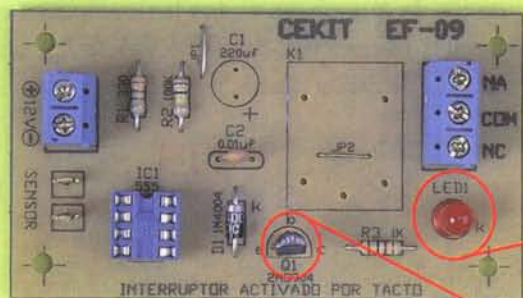 CEKIT EF-09
JP1
C1
220uf
+
K1
NA
COM
NC
+12V-
R1 330
R2 100K
C2
0.01uf
JP2
SENSOR
IC1
555
D1 1N4004
K
LED1
K
R3 1K
B
E
C
Q1
2N3904
INTERRUPTOR ACTIVADO POR TACTO